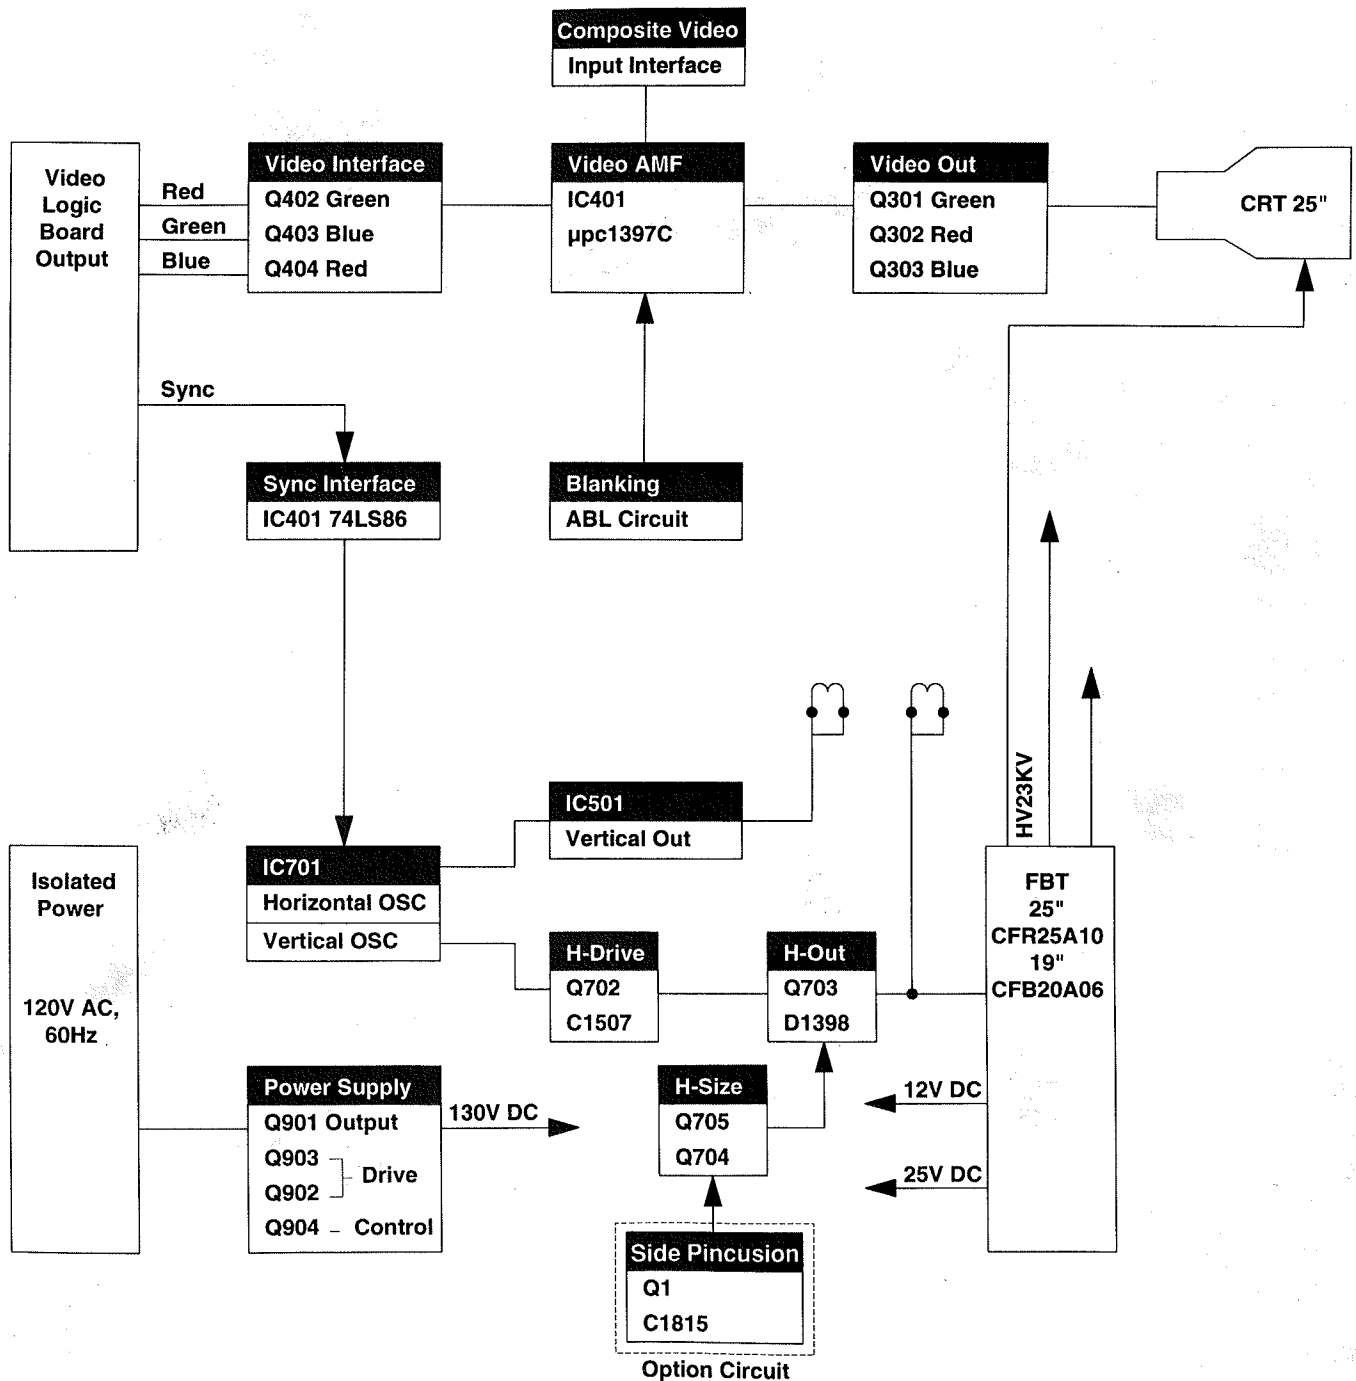 Composite Video
Input Interface
Video
Logic
Board
Output
Red
Green
Blue
Sync
Video Interface
Q402 Green
Q403 Blue
Q404 Red
Video AMF
IC401
µpc1397C
Video Out
Q301 Green
Q302 Red
Q303 Blue
CRT 25"
Sync Interface
IC401 74LS86
Blanking
ABL Circuit
HV23KV
IC501
Vertical Out
IC701
Horizontal OSC
Vertical OSC
Isolated
Power
120V AC,
60Hz
H-Drive
Q702
C1507
H-Out
Q703
D1398
FBT
25"
CFR25A10
19"
CFB20A06
12V DC
25V DC
Power Supply
Q901 Output
Q903
Q902
Drive
Q904 – Control
130V DC
H-Size
Q705
Q704
Side Pincusion
Q1
C1815
Option Circuit